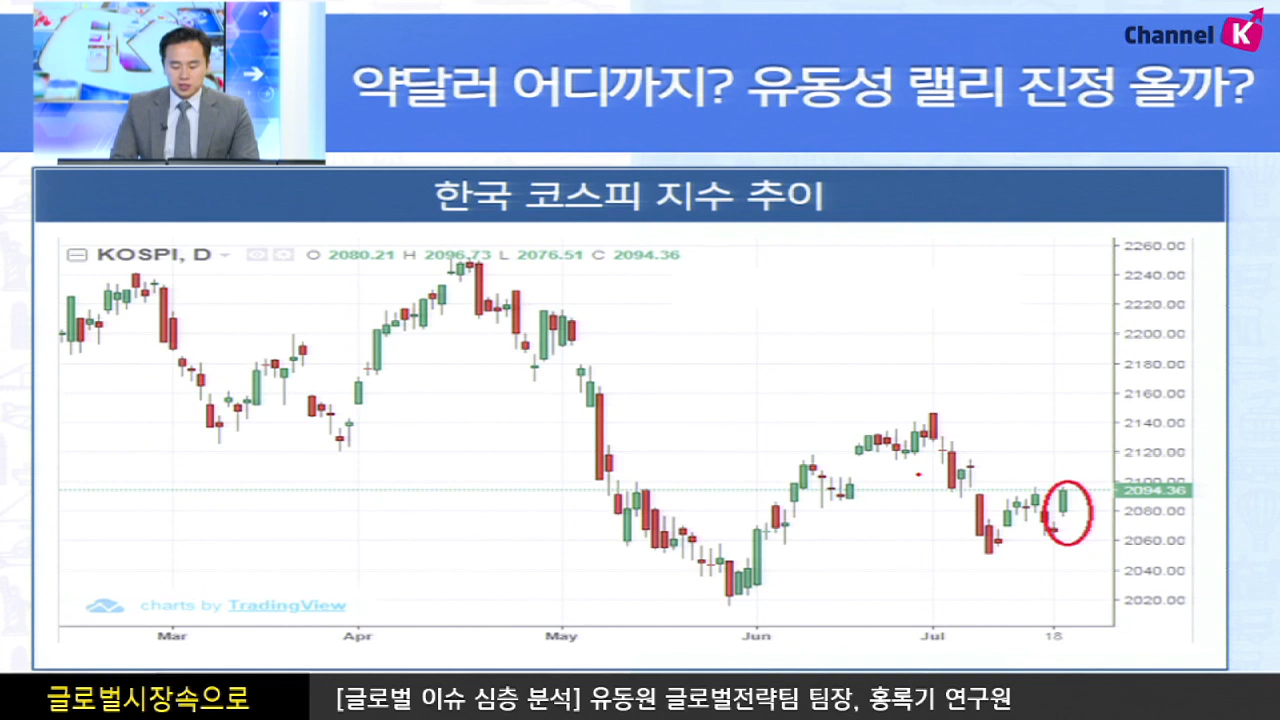 Channel K
약달러 어디까지? 유동성 랠리 진정 올까?
한국 코스피 지수 추이
KOSPI, D O 2080.21 H 2096.73 L 2076.51 C 2094.36
2260.00
2240.00
2220.00
2200.00
2180.00
2160.00
2140.00
2120.00
2100.00
2094.36
2080.00
2060.00
2040.00
2020.00
charts by TradingView
Mar Apr May Jun Jul 18
글로벌시장속으로
[글로벌 이슈 심층 분석] 유동원 글로벌전략팀 팀장, 홍록기 연구원